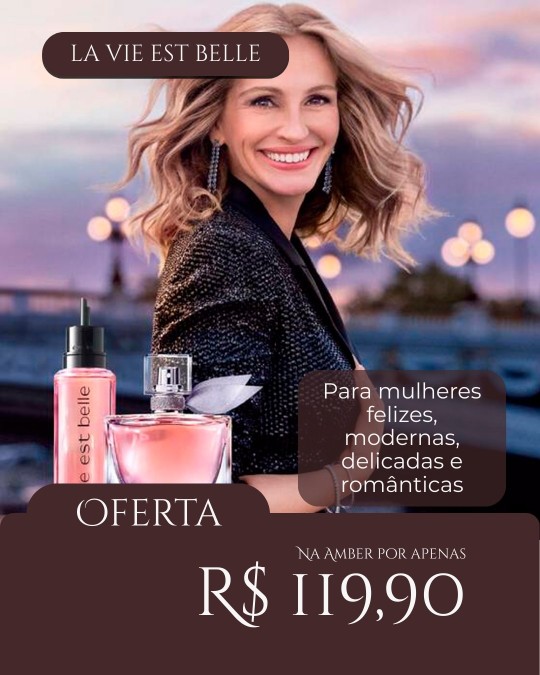 LA VIE EST BELLE
e est belle
Para mulheres
felizes,
modernas,
delicadas e
românticas
OFERTA
NA AMBER POR APENAS
R$ 119,90